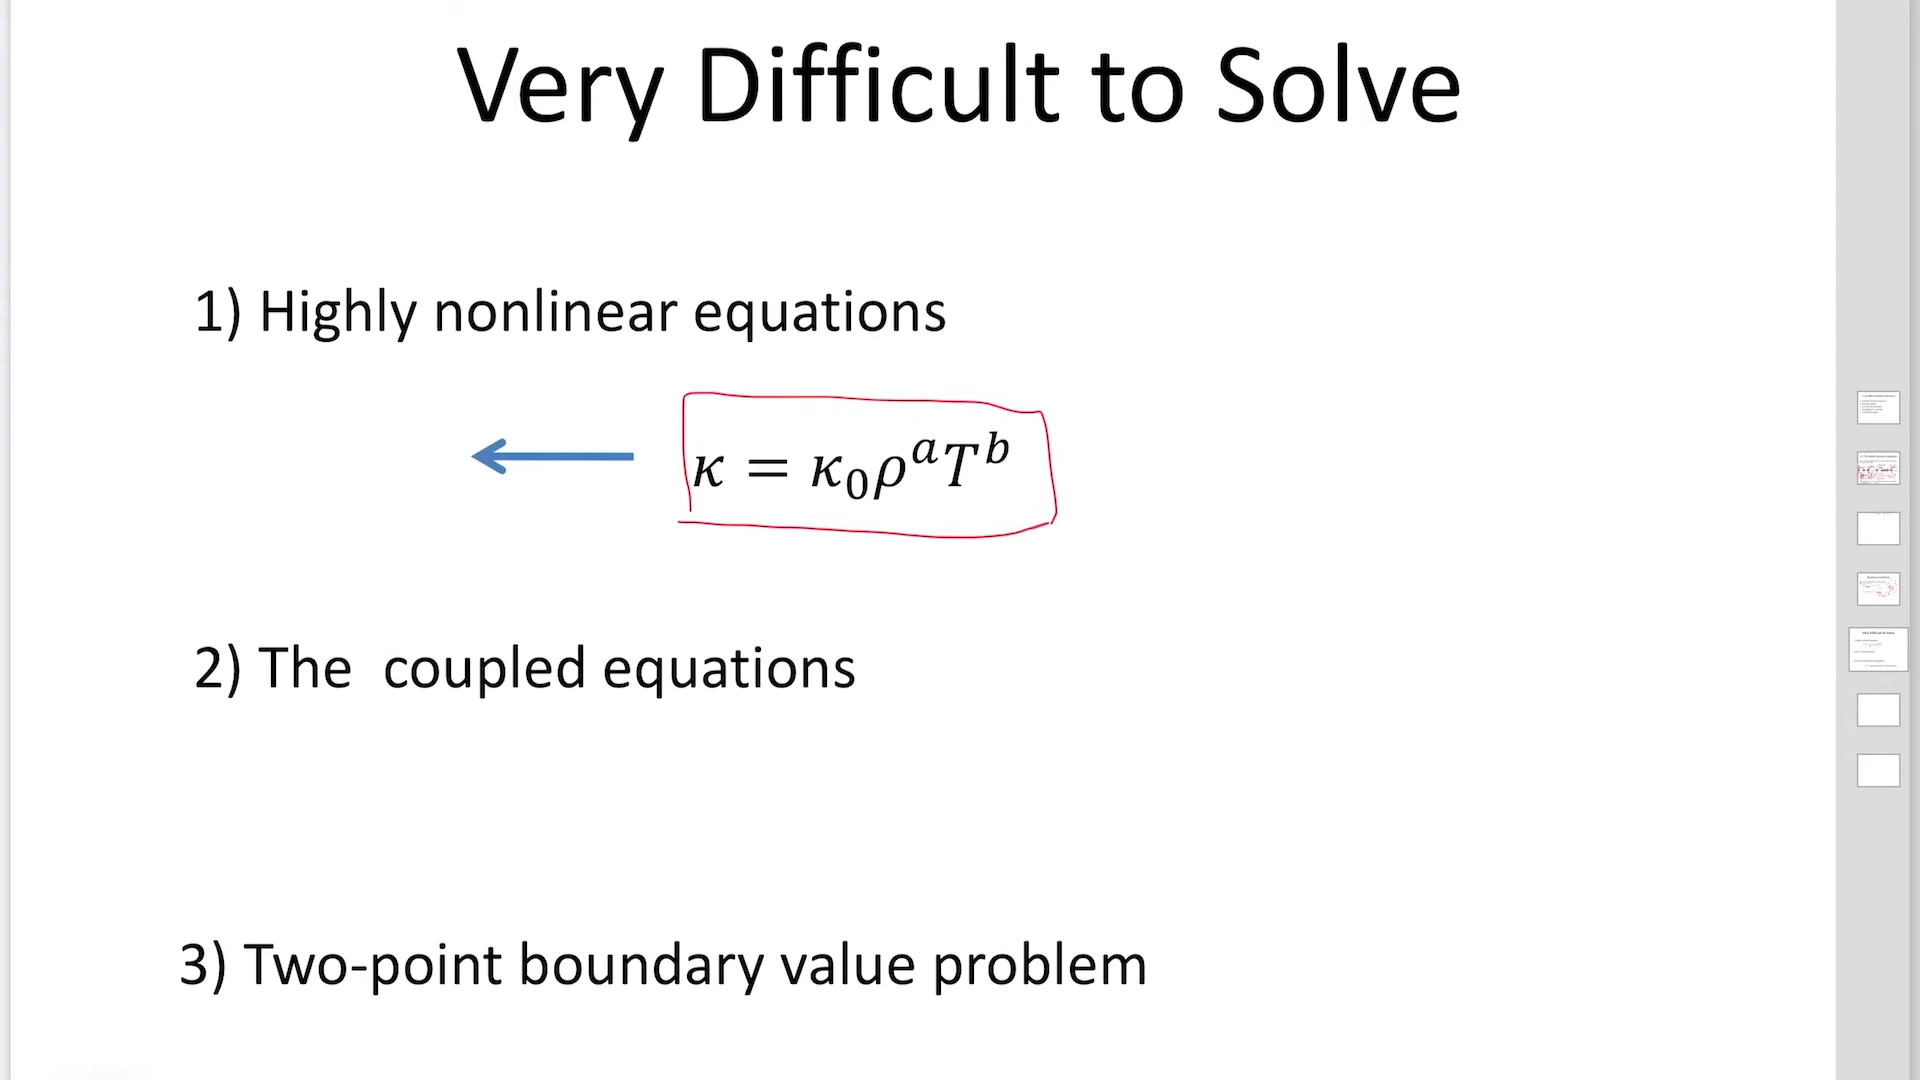 Very Difficult to Solve
1) Highly nonlinear equations
κ = κ₀ρᵃTᵇ
2) The  coupled equations
3) Two-point boundary value problem